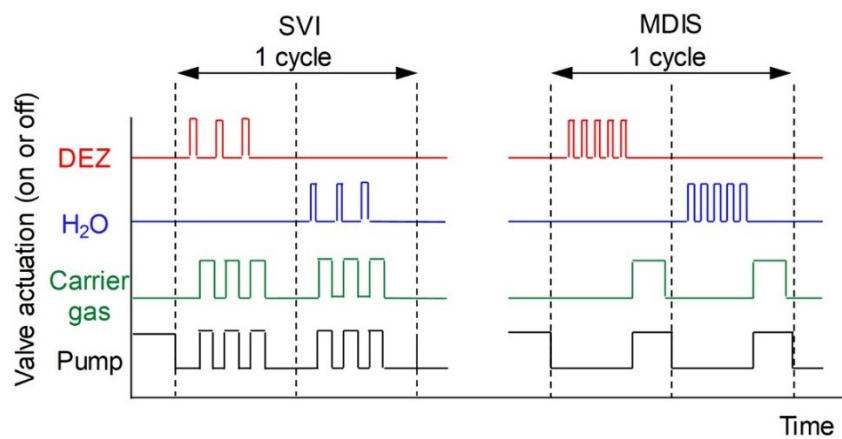 SVI
1 cycle
MDIS
1 cycle
Valve actuation (on or off)
DEZ
H₂O
Carrier
gas
Pump
Time